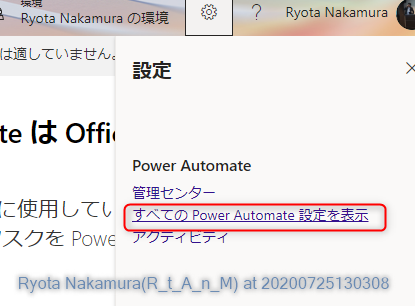 環境
Ryota Nakamura の環境
?
Ryota Nakamura
は適していません。
設定
te は Offic
Power Automate
管理センター
に使用してい
すべての Power Automate 設定を表示
スクを Powe
アクティビティ
Ryota Nakamura(R_t_A_n_M) at 20200725130308